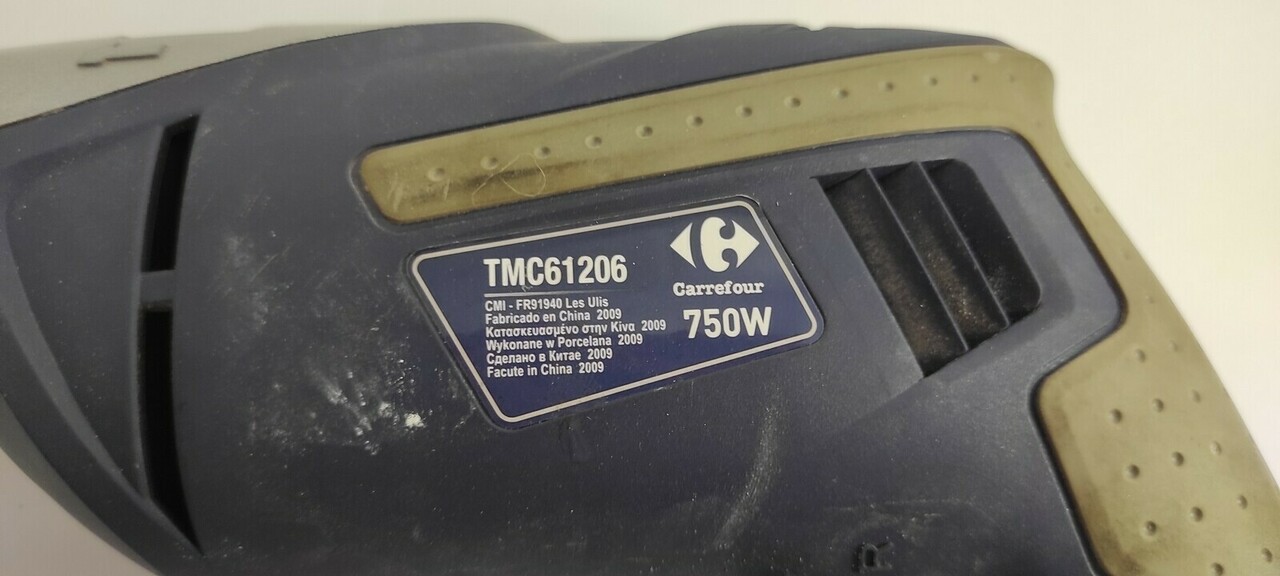 TMC61206
CMI - FR91940 Les Ulis
Fabricado en China 2009
Κατασκευασμένο στην Κίνα 2009
Wykonane w Porcelana 2009
Сделано в Китае 2009
Facute in China 2009
Carrefour
750W
R